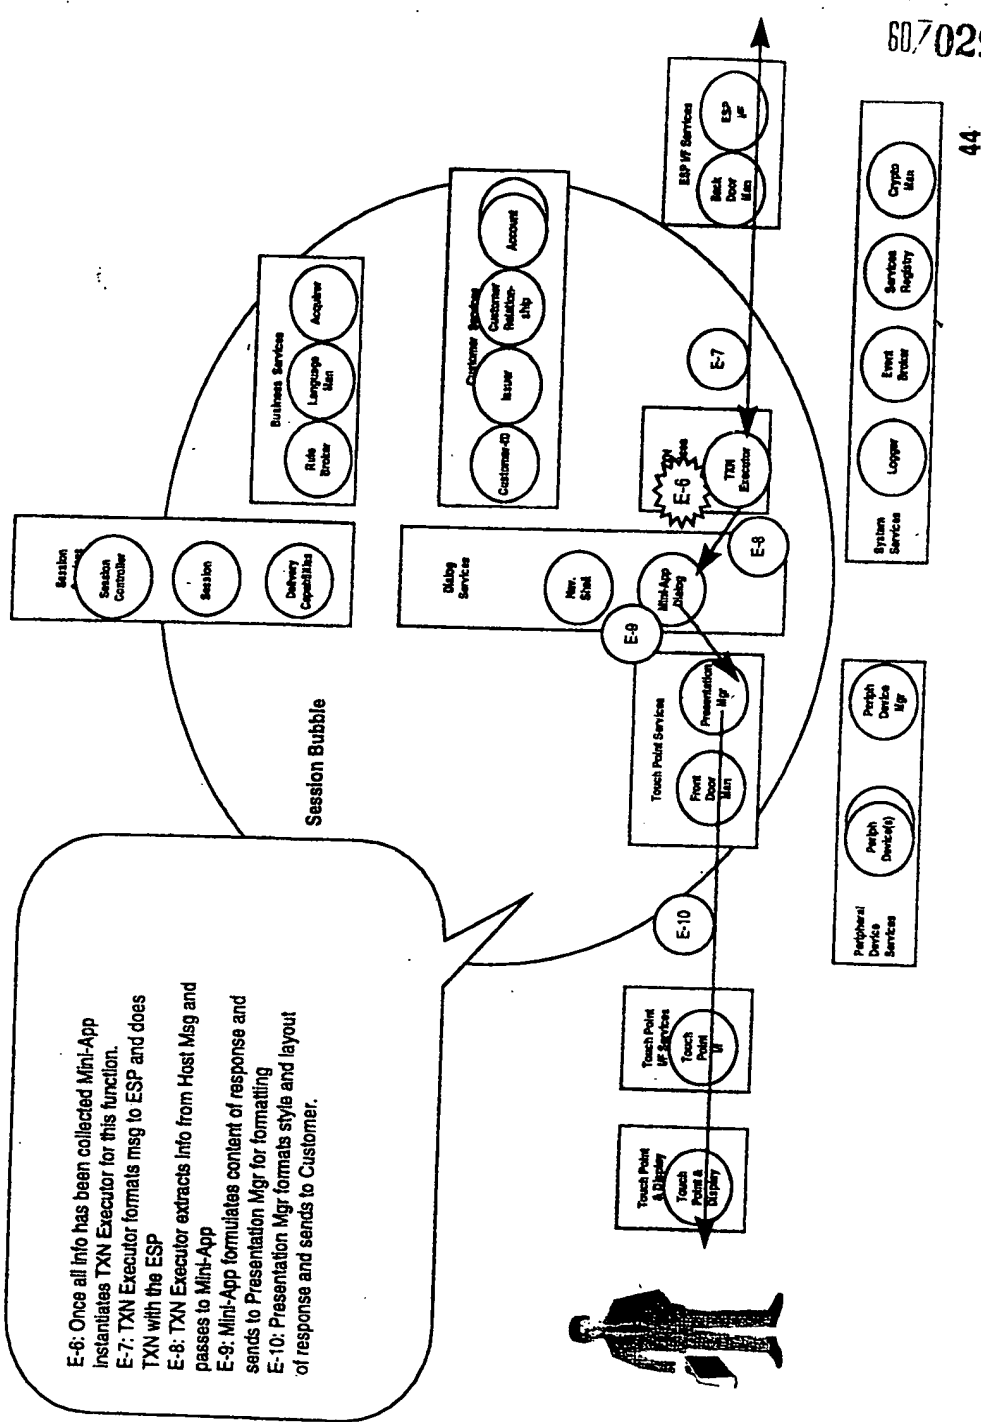 E-6: Once all info has been collected Mini-App
Instantiates TXN Executor for this function.
E-7: TXN Executor formats msg to ESP and does
TXN with the ESP
E-8: TXN Executor extracts Info from Host Msg and
passes to Mini-App
E-9: Mini-App formulates content of response and
sends to Presentation Mgr for formatting
E-10: Presentation Mgr formats style and layout
of response and sends to Customer.
Session Bubble
Session
Session
Controller
Session
Delivery
Capabilities
Business Services
Rule
Broker
Language
Man
Acquirer
Customer Services
Customer-ID
Issuer
Customer
Relation-
ship
Account
Dialog
Services
Nav.
Shell
Mini-App
Dialog
TXN
E-6
TXN
Executor
E-7
E-8
E-9
ESP I/F Services
Back
Door
Man
ESP
I/F
Touch Point Services
Front
Door
Man
Presentation
Mgr
E-10
Touch Point
I/F Services
Touch
Point
I/F
Touch Point
& Display
Touch
Point &
Display
Peripheral
Device
Services
Periph
Device(s)
Periph
Device
Mgr
System
Services
Logger
Event
Broker
Services
Registry
Crypto
Man
44
60/029